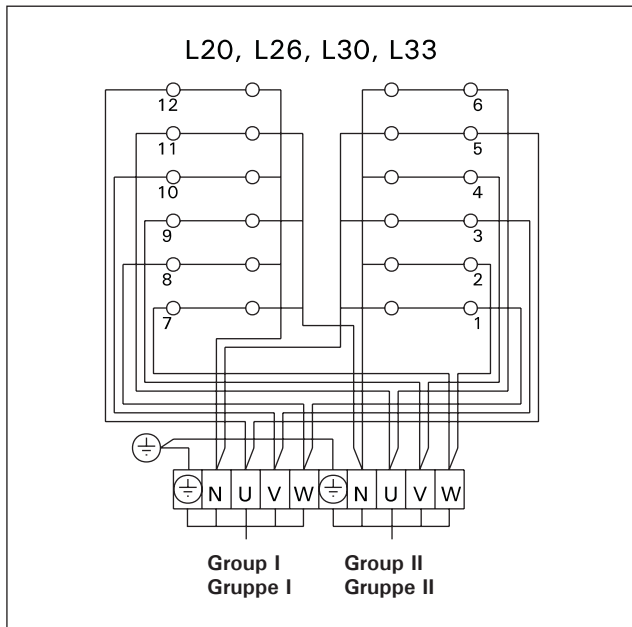 L20, L26, L30, L33
12 6
11 5
10 4
9 3
8 2
7 1
N U V W N U V W
Group I Group II
Gruppe I Gruppe II